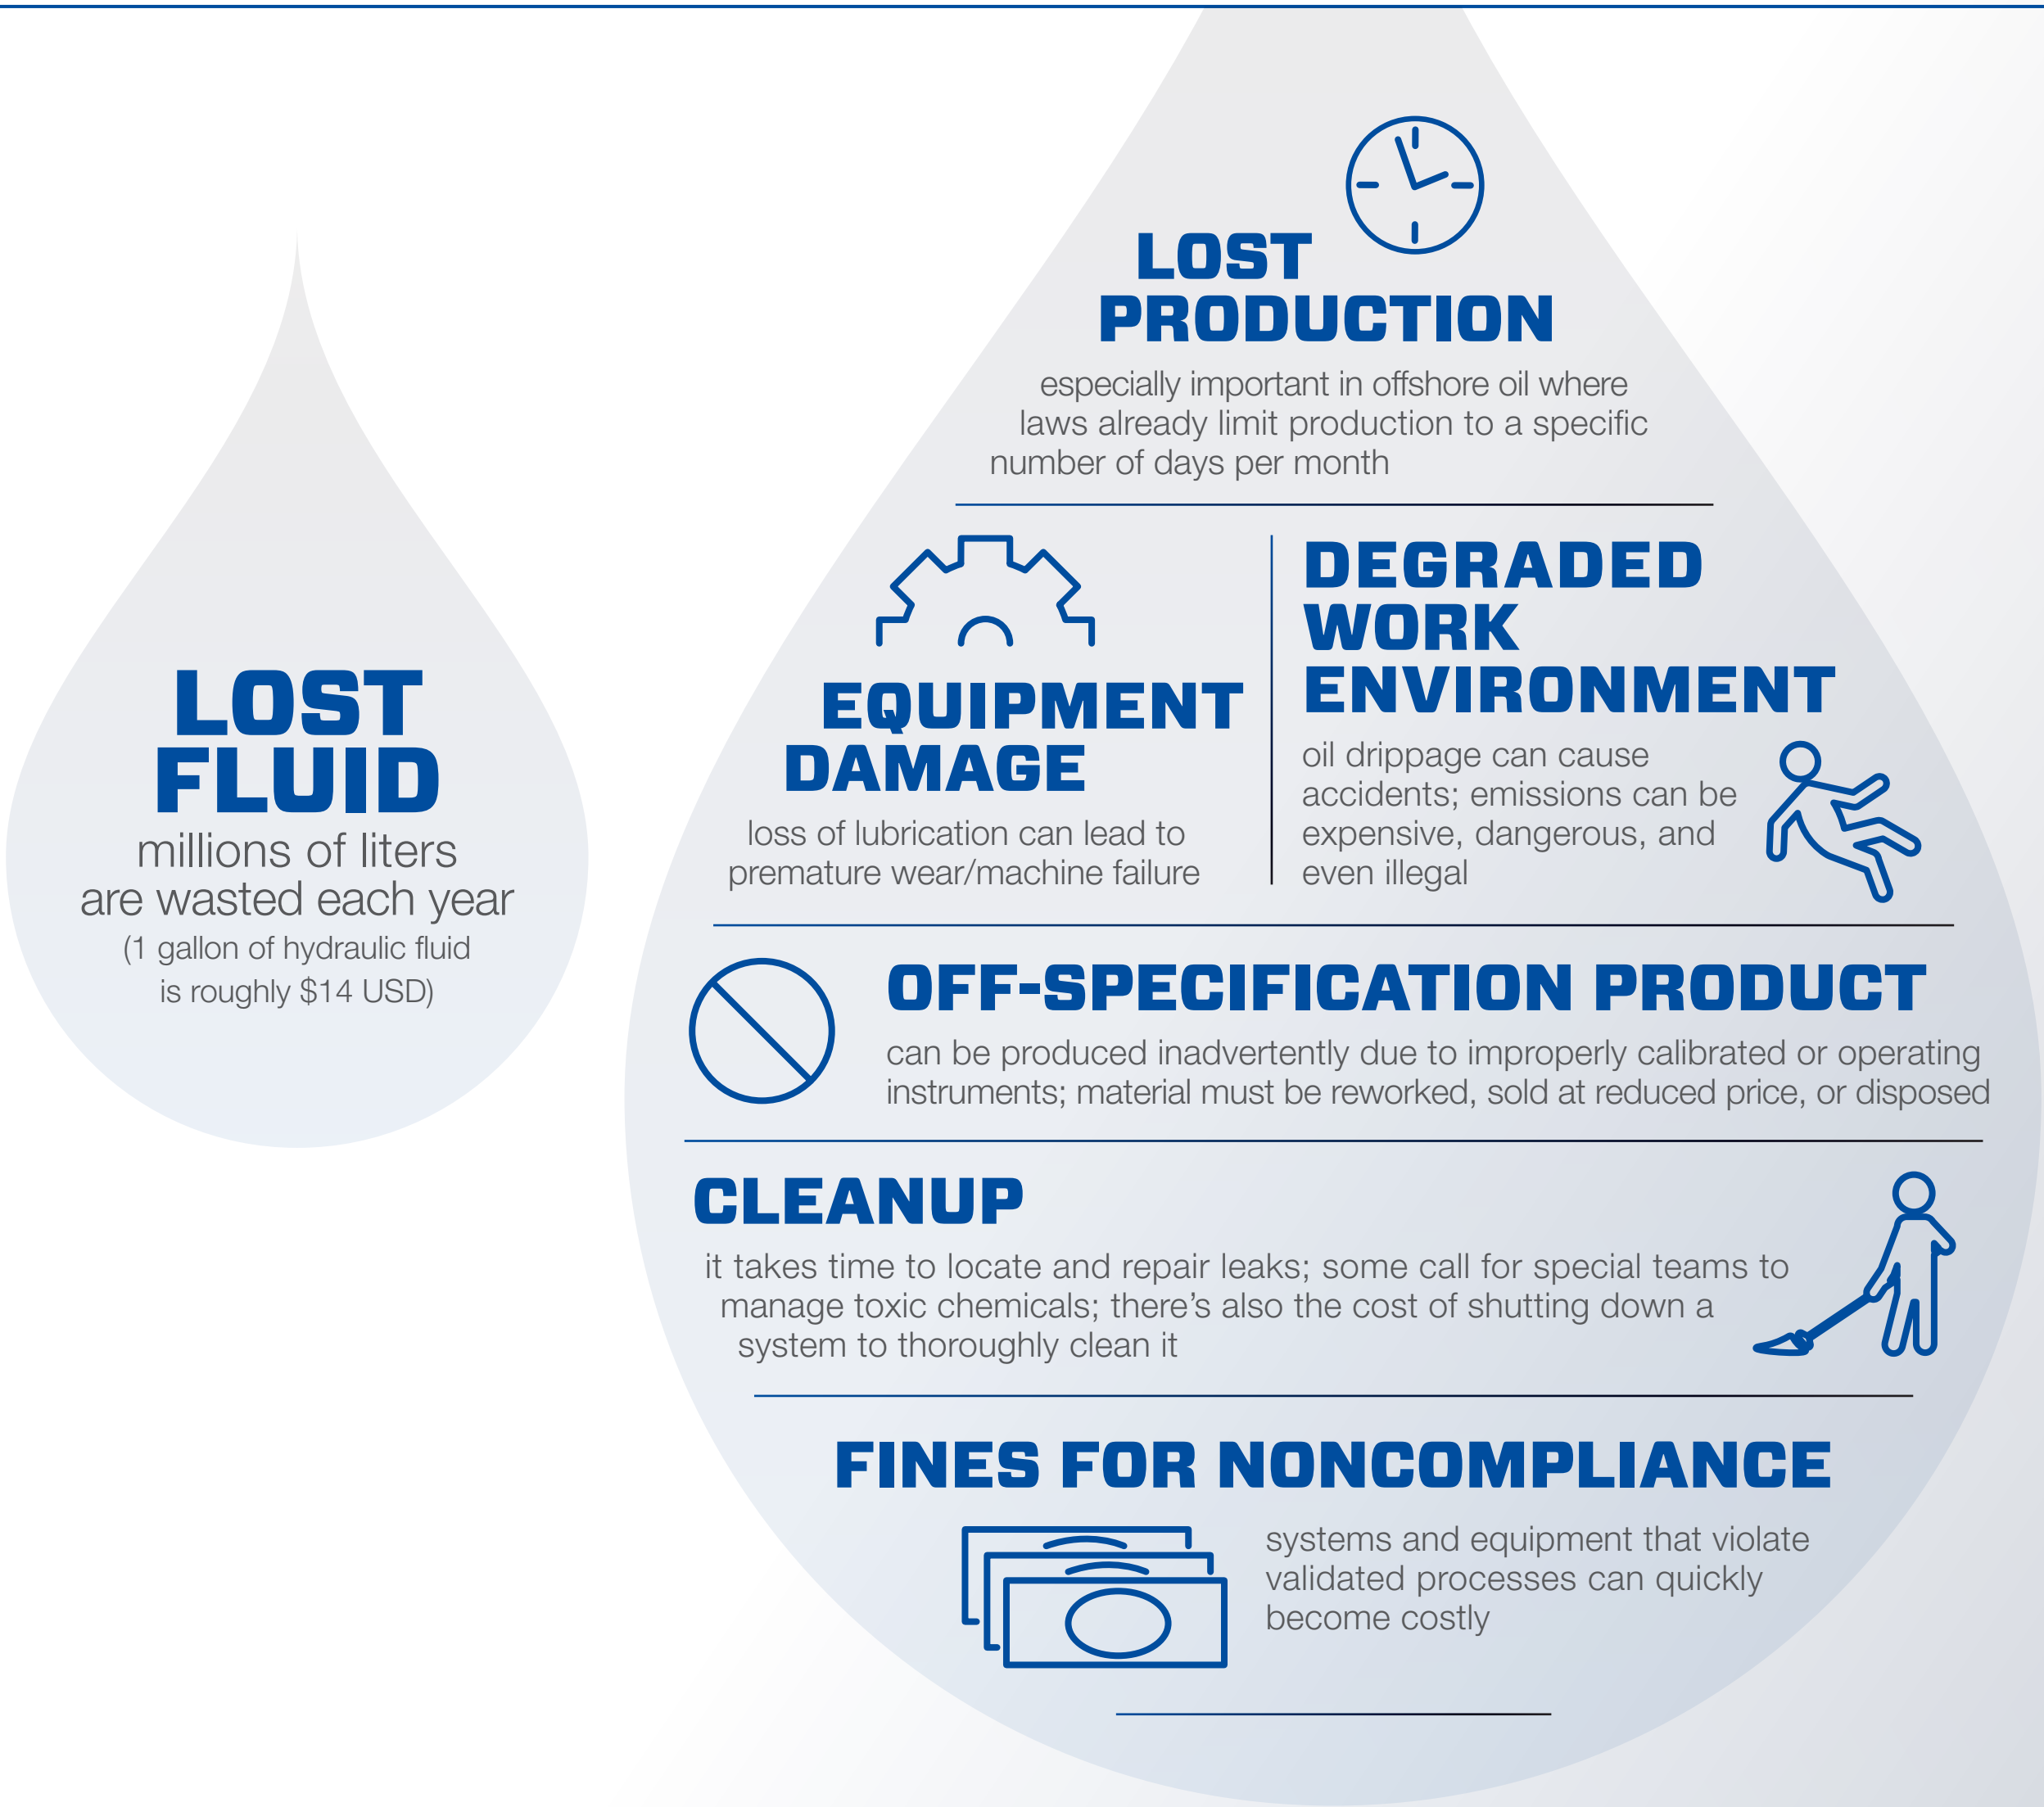 LOST
FLUID
millions of liters
are wasted each year
(1 gallon of hydraulic fluid
is roughly $14 USD)
LOST
PRODUCTION
especially important in offshore oil where
laws already limit production to a specific
number of days per month
EQUIPMENT
DAMAGE
loss of lubrication can lead to
premature wear/machine failure
DEGRADED
WORK
ENVIRONMENT
oil drippage can cause
accidents; emissions can be
expensive, dangerous, and
even illegal
OFF-SPECIFICATION PRODUCT
can be produced inadvertently due to improperly calibrated or operating
instruments; material must be reworked, sold at reduced price, or disposed
CLEANUP
it takes time to locate and repair leaks; some call for special teams to
manage toxic chemicals; there’s also the cost of shutting down a
system to thoroughly clean it
FINES FOR NONCOMPLIANCE
systems and equipment that violate
validated processes can quickly
become costly